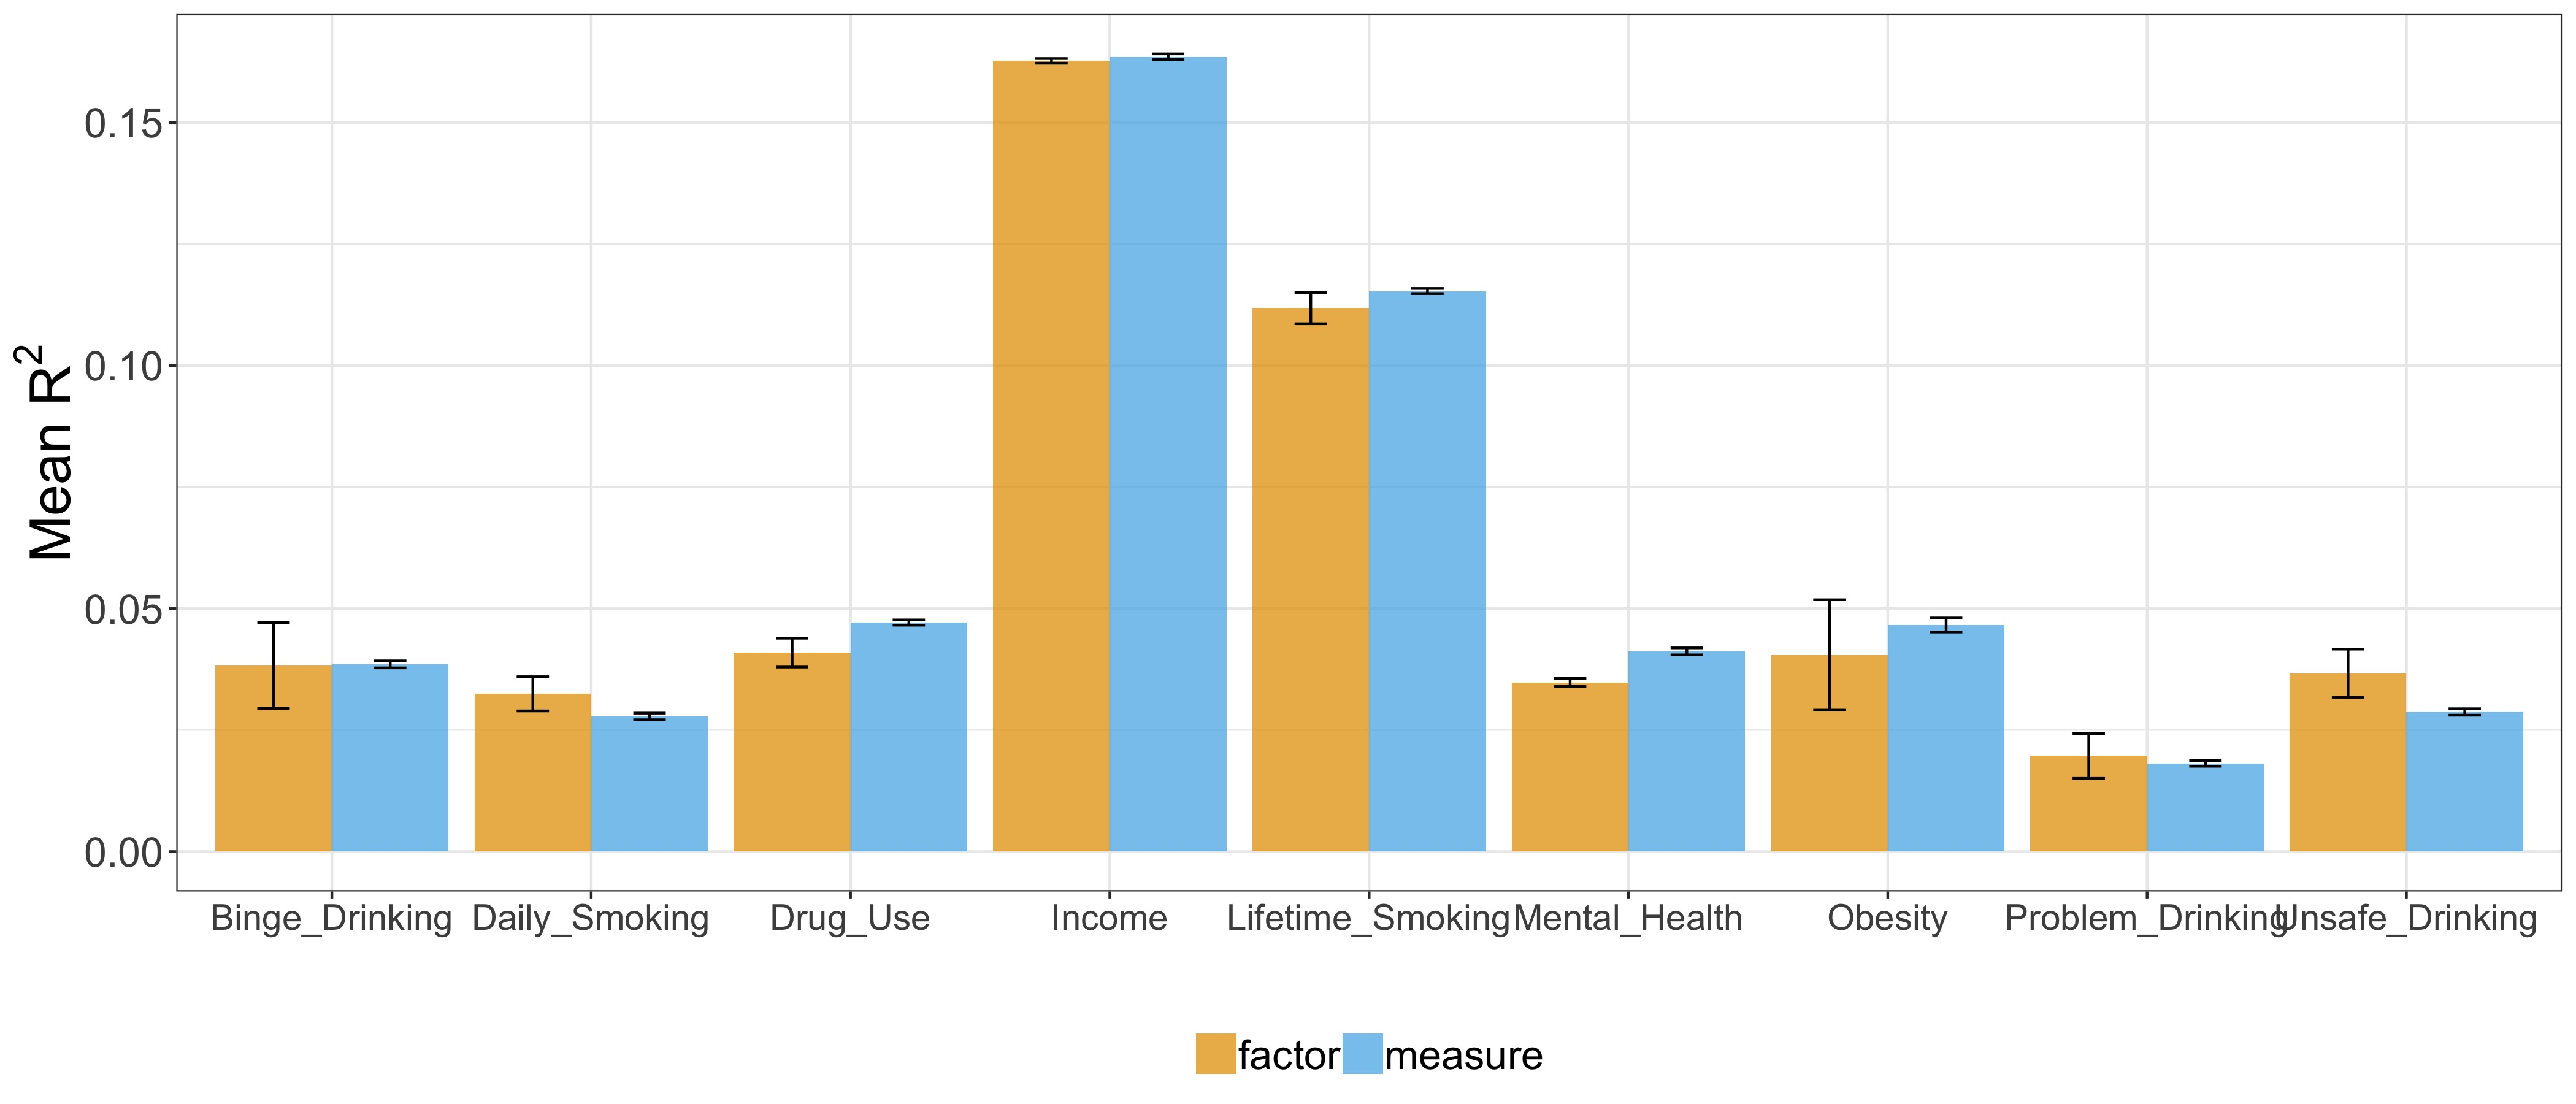 Mean R²
0.15
0.10
0.05
0.00
Binge_Drinking Daily_Smoking Drug_Use Income Lifetime_Smoking Mental_Health Obesity Problem_Drinking Unsafe_Drinking
factor measure